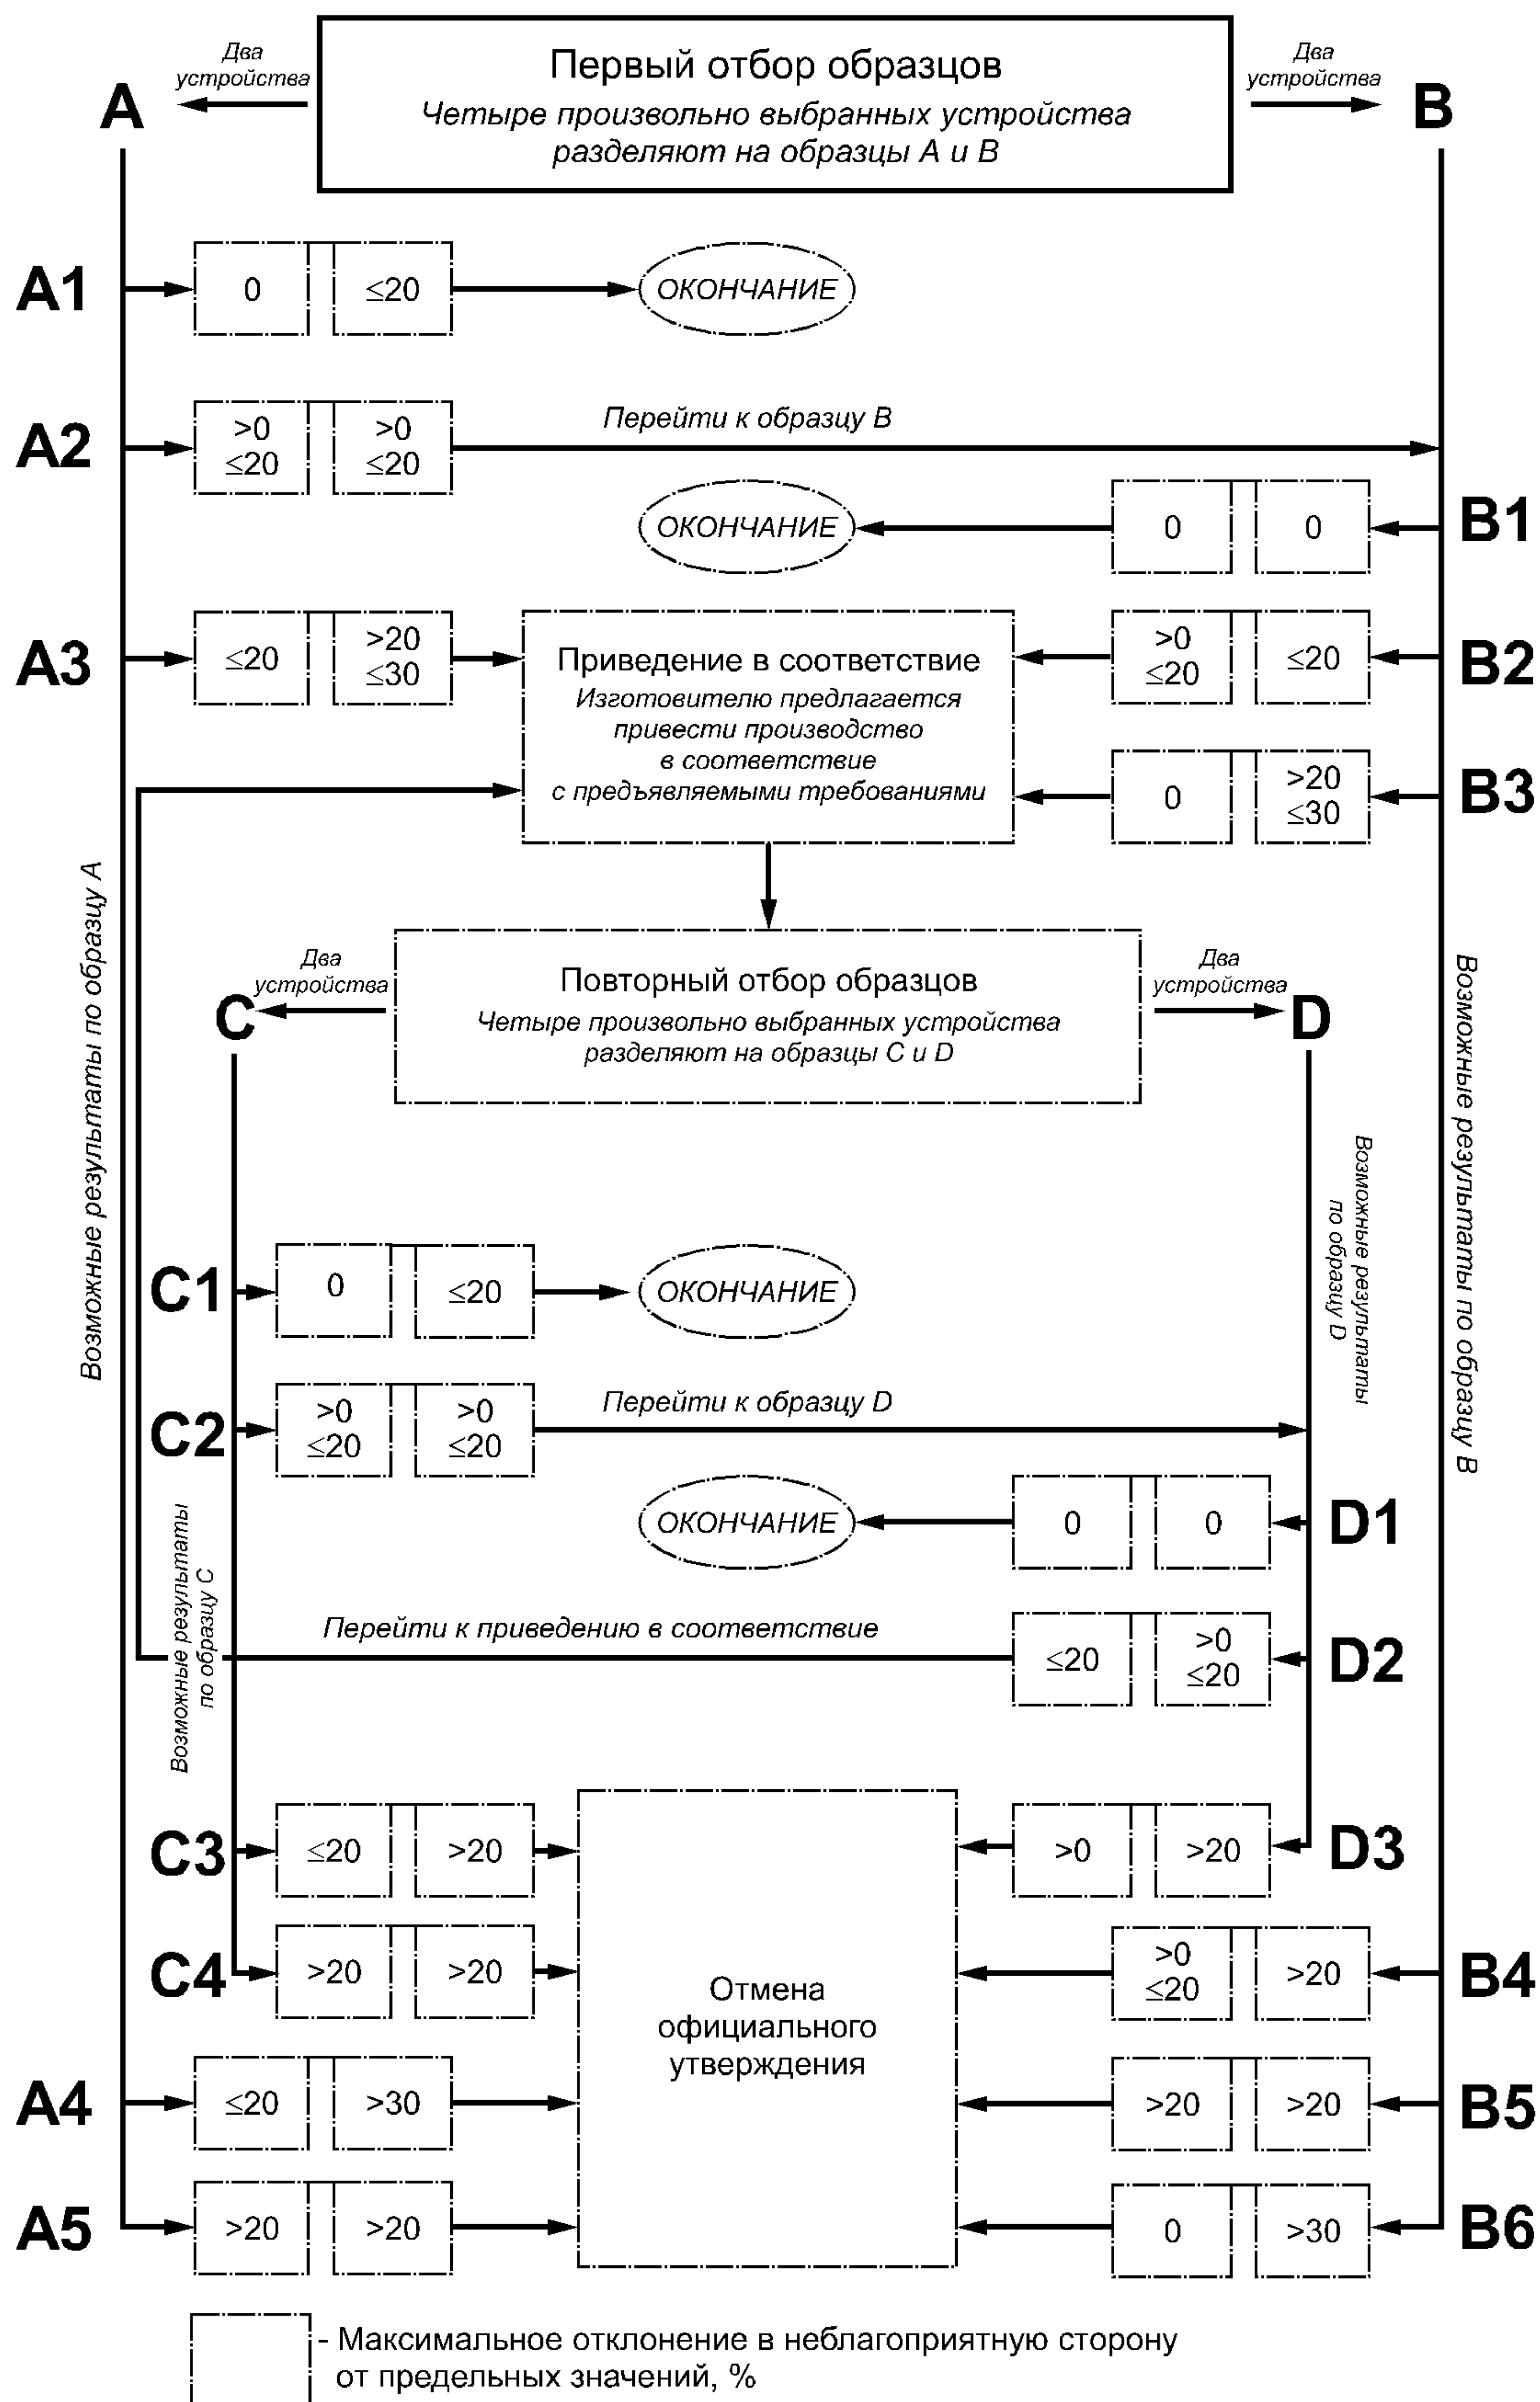 Два
устройства
Первый отбор образцов
Четыре произвольно выбранных устройства
разделяют на образцы A и B
Два
устройства
A
B
A1
0
≤20
ОКОНЧАНИЕ
A2
>0
≤20
>0
≤20
Перейти к образцу B
ОКОНЧАНИЕ
0
0
B1
A3
≤20
>20
≤30
Приведение в соответствие
Изготовителю предлагается
привести производство
в соответствие
с предъявляемыми требованиями
>0
≤20
≤20
B2
0
>20
≤30
B3
Возможные результаты по образцу A
Возможные результаты по образцу B
Два
устройства
C
Повторный отбор образцов
Четыре произвольно выбранных устройства
разделяют на образцы C и D
Два
устройства
D
Возможные результаты
по образцу D
C1
0
≤20
ОКОНЧАНИЕ
C2
>0
≤20
>0
≤20
Перейти к образцу D
ОКОНЧАНИЕ
0
0
D1
Возможные результаты
по образцу C
Перейти к приведению в соответствие
≤20
>0
≤20
D2
C3
≤20
>20
>0
>20
D3
C4
>20
>20
Отмена
официального
утверждения
>0
≤20
>20
B4
A4
≤20
>30
>20
>20
B5
A5
>20
>20
0
>30
B6
- Максимальное отклонение в неблагоприятную сторону
от предельных значений, %